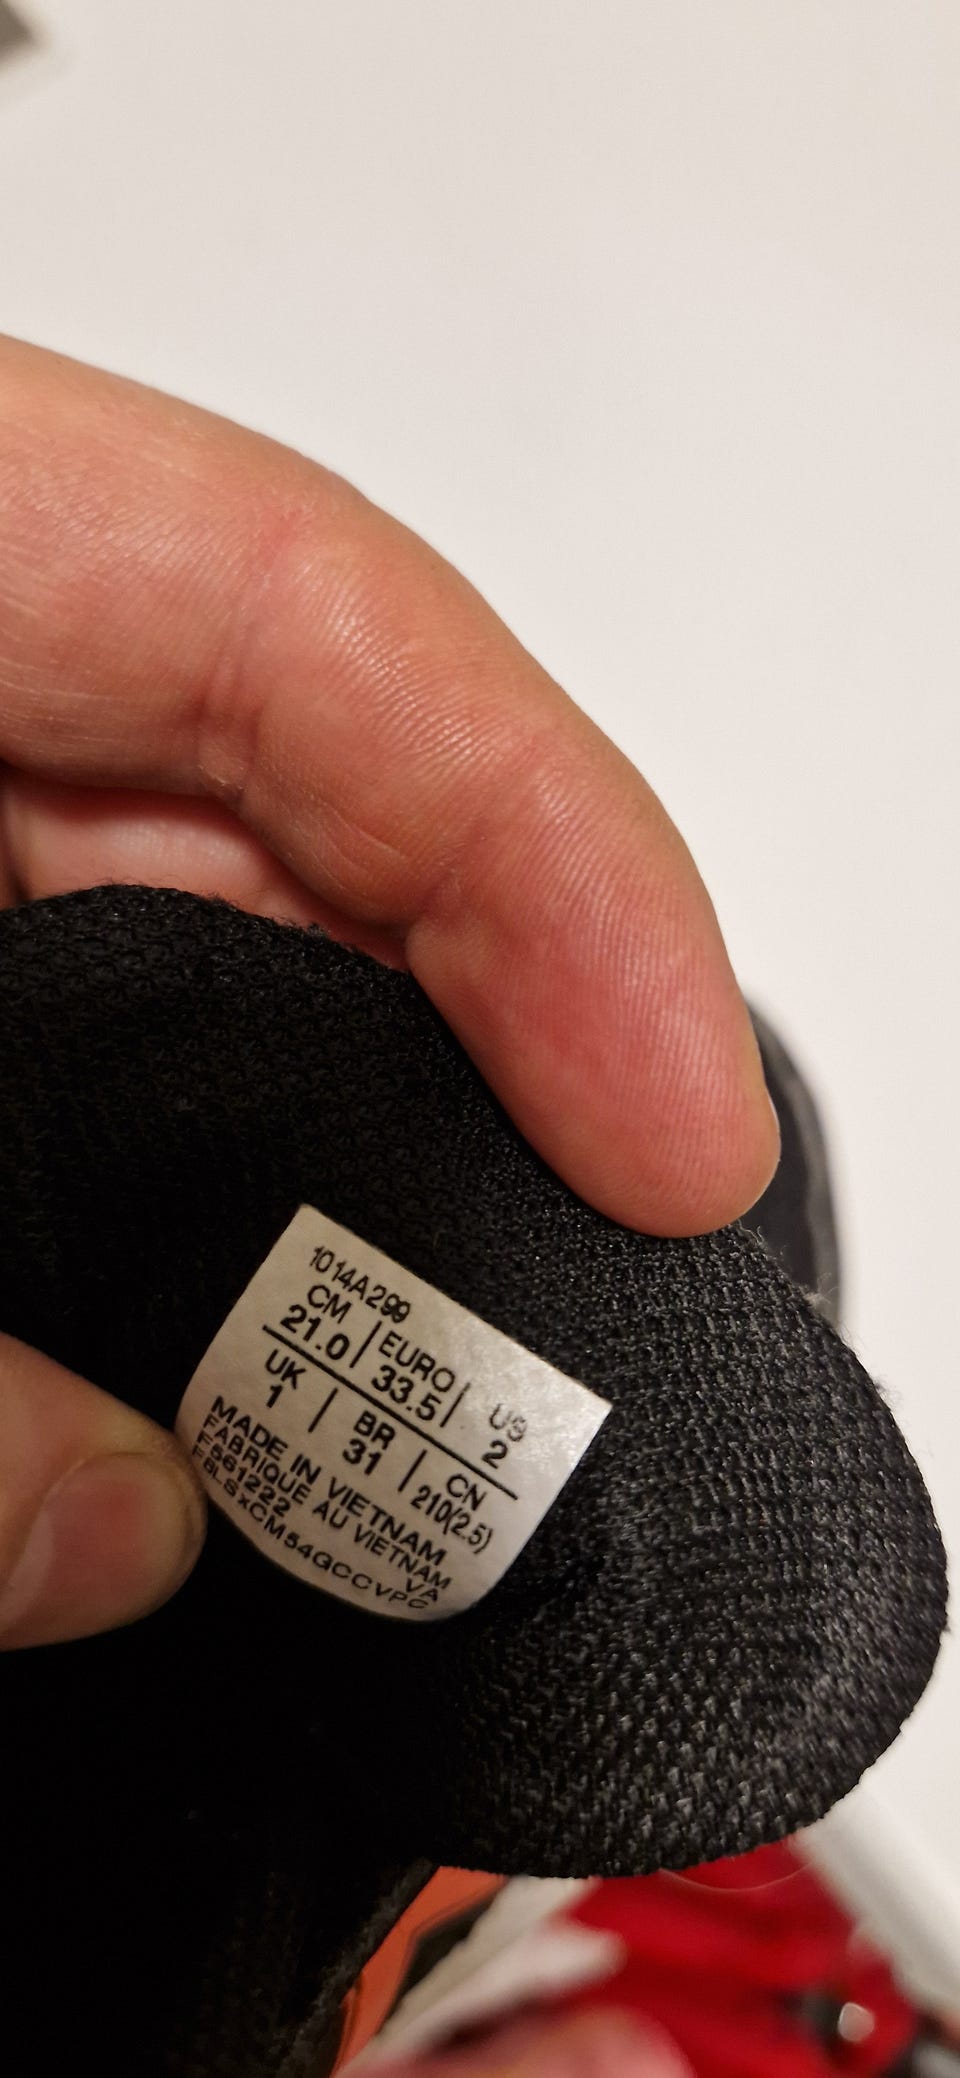 1014A299
CM | EURO | US
21.0 | 33.5 | 2
UK | BR | CN
1 | 31 | 210(2.5)
MADE IN VIETNAM
FABRIQUE AU VIETNAM
F561222 VA
FBLSxCM54GCCVPC